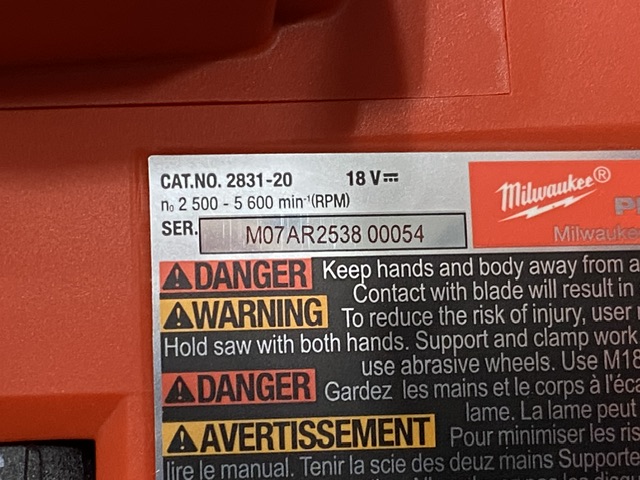 CAT.NO. 2831-20 18 V⎓
n₀ 2 500 - 5 600 min⁻¹(RPM)
SER. M07AR2538 00054
Milwaukee®
Milwaukee
DANGER Keep hands and body away from
Contact with blade will result in
WARNING To reduce the risk of injury, user
Hold saw with both hands. Support and clamp work
use abrasive wheels. Use M18
DANGER Gardez les mains et le corps à
lame. La lame peut
AVERTISSEMENT Pour minimiser les
lire le manual. Tenir la scie des deux mains